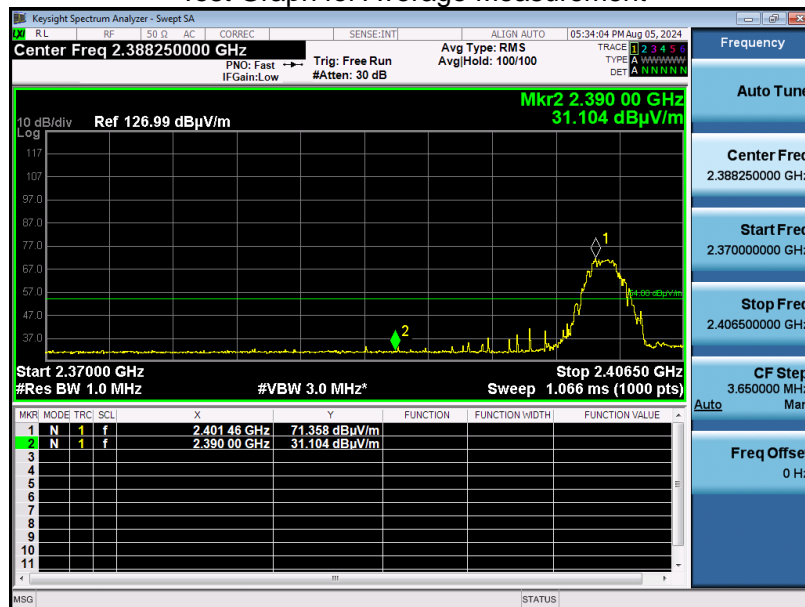 Test Graph for Average Measurement
Keysight Spectrum Analyzer - Swept SA
LXI RL RF 50 Ω AC CORREC SENSE:INT ALIGN AUTO 05:34:04 PM Aug 05, 2024
Center Freq 2.388250000 GHz
PNO: Fast
IFGain:Low
Trig: Free Run
#Atten: 30 dB
Avg Type: RMS
Avg|Hold: 100/100
TRACE 1 2 3 4 5 6
TYPE A WWWWW
DET A N N N N N
Mkr2 2.390 00 GHz
31.104 dBµV/m
10 dB/div
Log
Ref 126.99 dBµV/m
117
107
97.0
87.0
77.0
67.0
57.0
47.0
37.0
1
2
54.00 dBµV/m
Start 2.37000 GHz
Stop 2.40650 GHz
#Res BW 1.0 MHz
#VBW 3.0 MHz*
Sweep 1.066 ms (1000 pts)
MKR MODE TRC SCL X Y FUNCTION FUNCTION WIDTH FUNCTION VALUE
1 N 1 f 2.401 46 GHz 71.358 dBµV/m
2 N 1 f 2.390 00 GHz 31.104 dBµV/m
3
4
5
6
7
8
9
10
11
MSG
STATUS
Frequency
Auto Tune
Center Freq
2.388250000 GHz
Start Freq
2.370000000 GHz
Stop Freq
2.406500000 GHz
CF Step
3.650000 MHz
Auto Man
Freq Offset
0 Hz